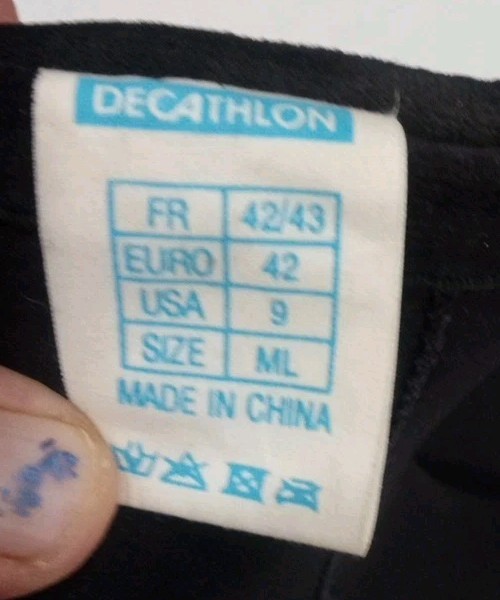 DECATHLON
FR 42/43
EURO 42
USA 9
SIZE ML
MADE IN CHINA